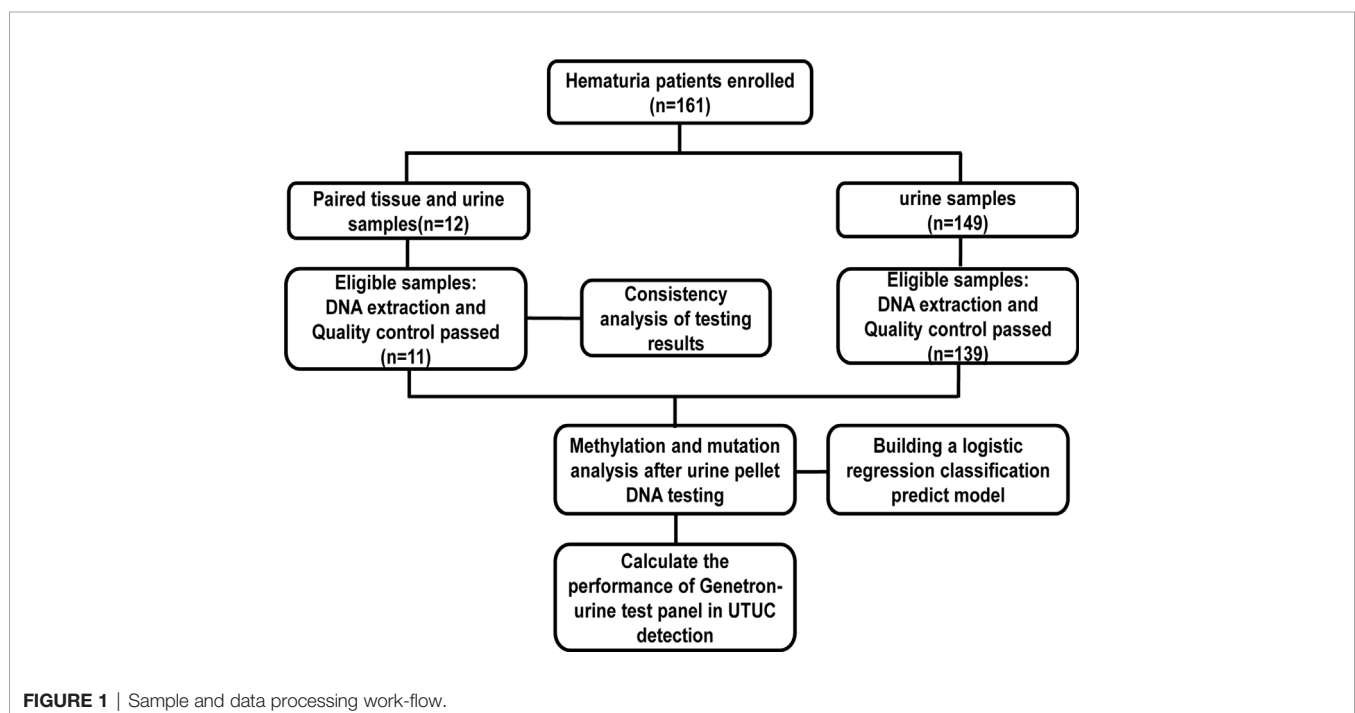 Hematuria patients enrolled
(n=161)
Paired tissue and urine
samples(n=12)
urine samples
(n=149)
Eligible samples:
DNA extraction and
Quality control passed
(n=11)
Consistency
analysis of testing
results
Eligible samples:
DNA extraction and
Quality control passed
(n=139)
Methylation and mutation
analysis after urine pellet
DNA testing
Building a logistic
regression classification
predict model
Calculate the
performance of Genetron-
urine test panel in UTUC
detection
FIGURE 1 | Sample and data processing work-flow.